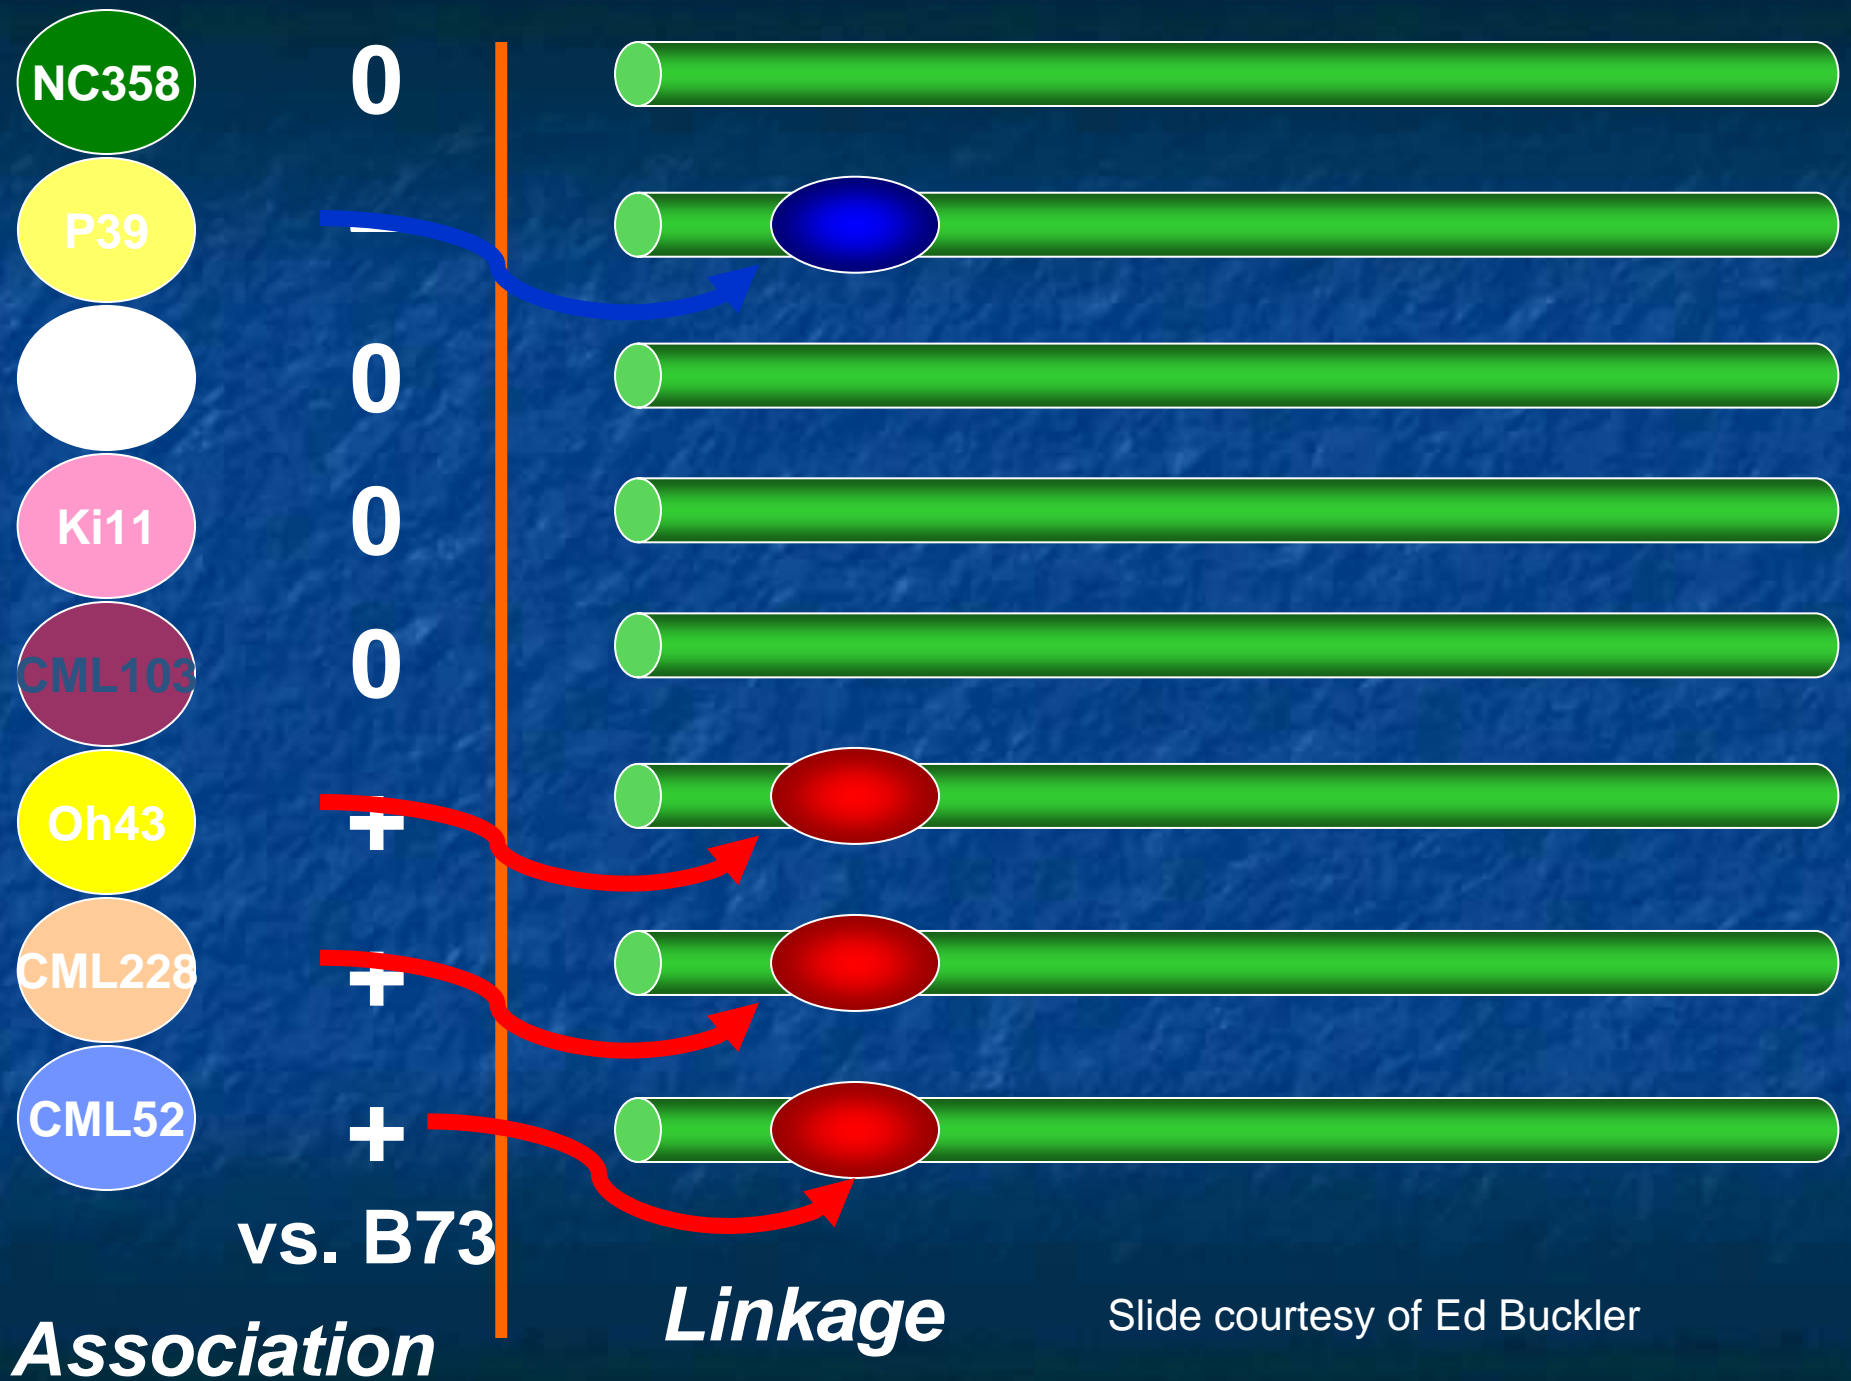 NC358 0
P39 –
0
Ki11 0
CML103 0
Oh43 +
CML228 +
CML52 +
vs. B73
Linkage
Slide courtesy of Ed Buckler
Association